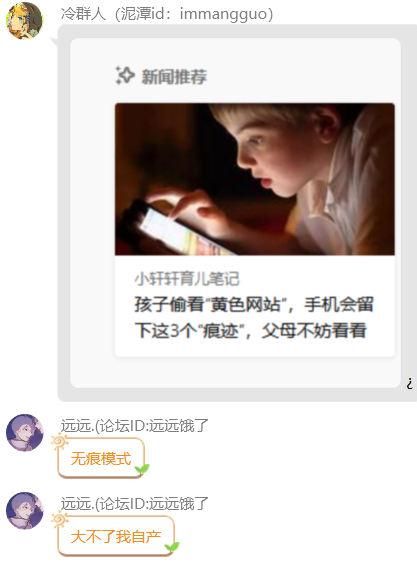 冷群人（泥潭id：immangguo）
新闻推荐
小轩轩育儿笔记
孩子偷看“黄色网站”，手机会留
下这3个“痕迹”，父母不妨看看
¿
远远.(论坛ID:远远饿了
无痕模式
远远.(论坛ID:远远饿了
大不了我自产